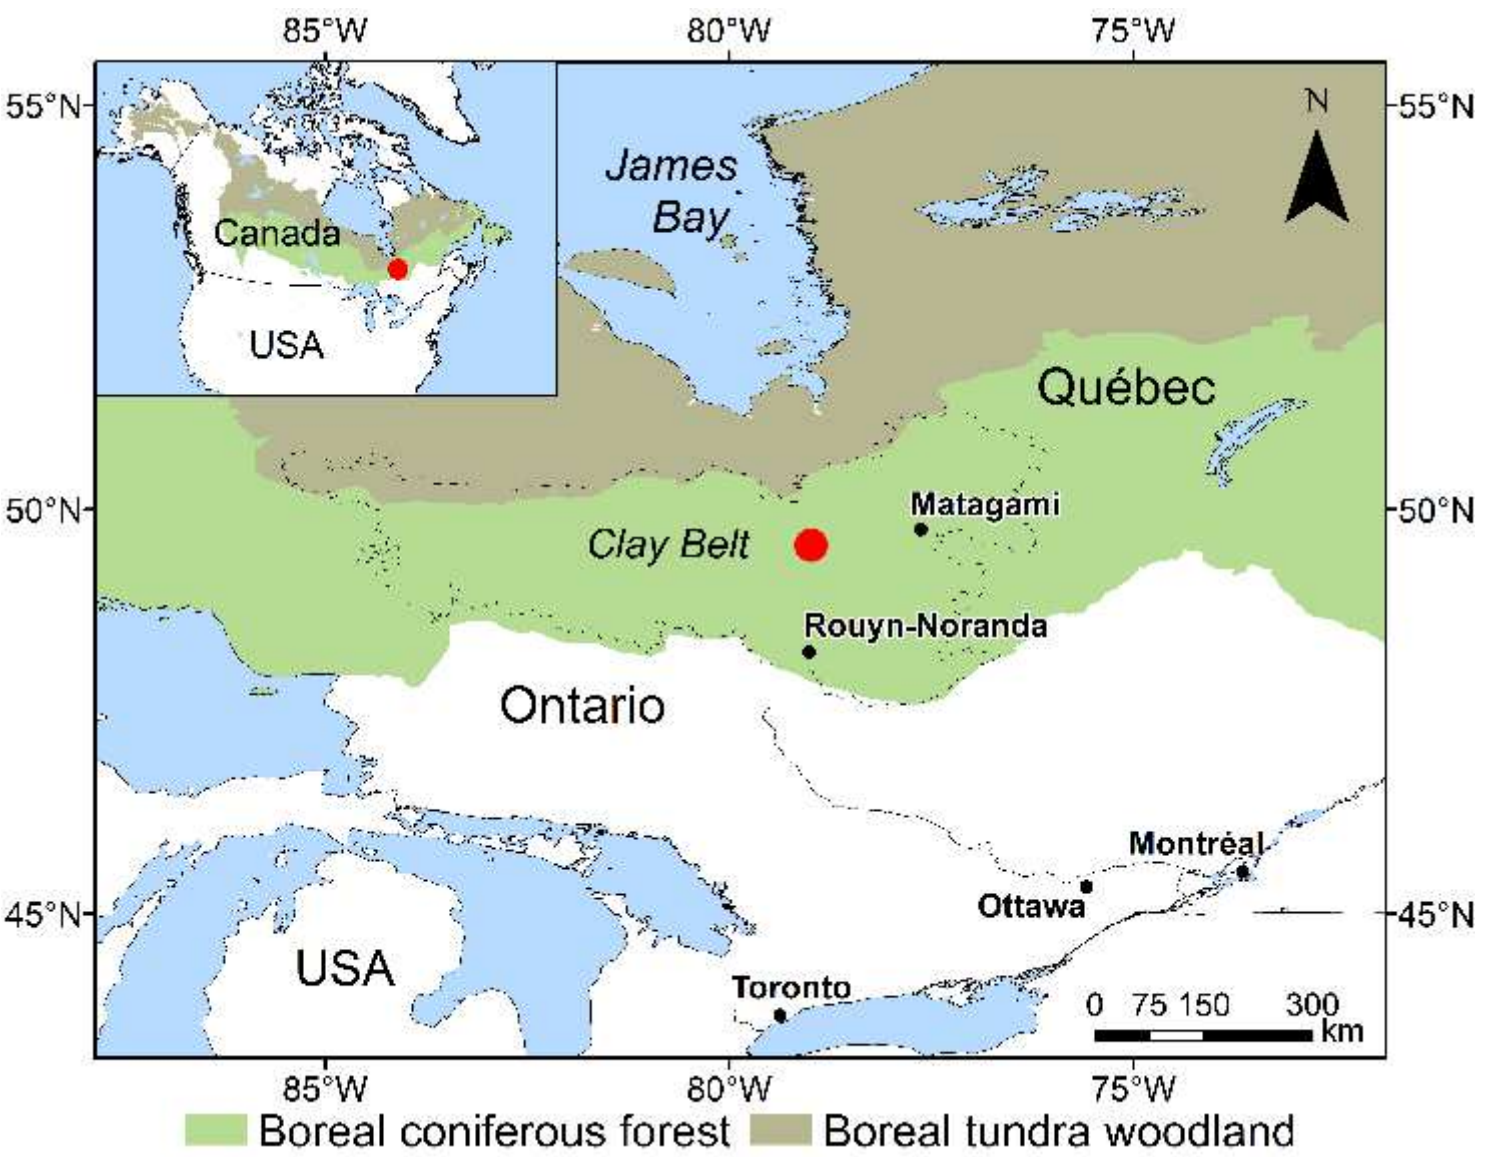 85°W 80°W 75°W
55°N 55°N
N
James
Bay
Canada
USA
Québec
50°N 50°N
Matagami
Clay Belt
Rouyn-Noranda
Ontario
Montréal
Ottawa
45°N 45°N
USA
Toronto
0 75 150 300
km
85°W 80°W 75°W
Boreal coniferous forest Boreal tundra woodland